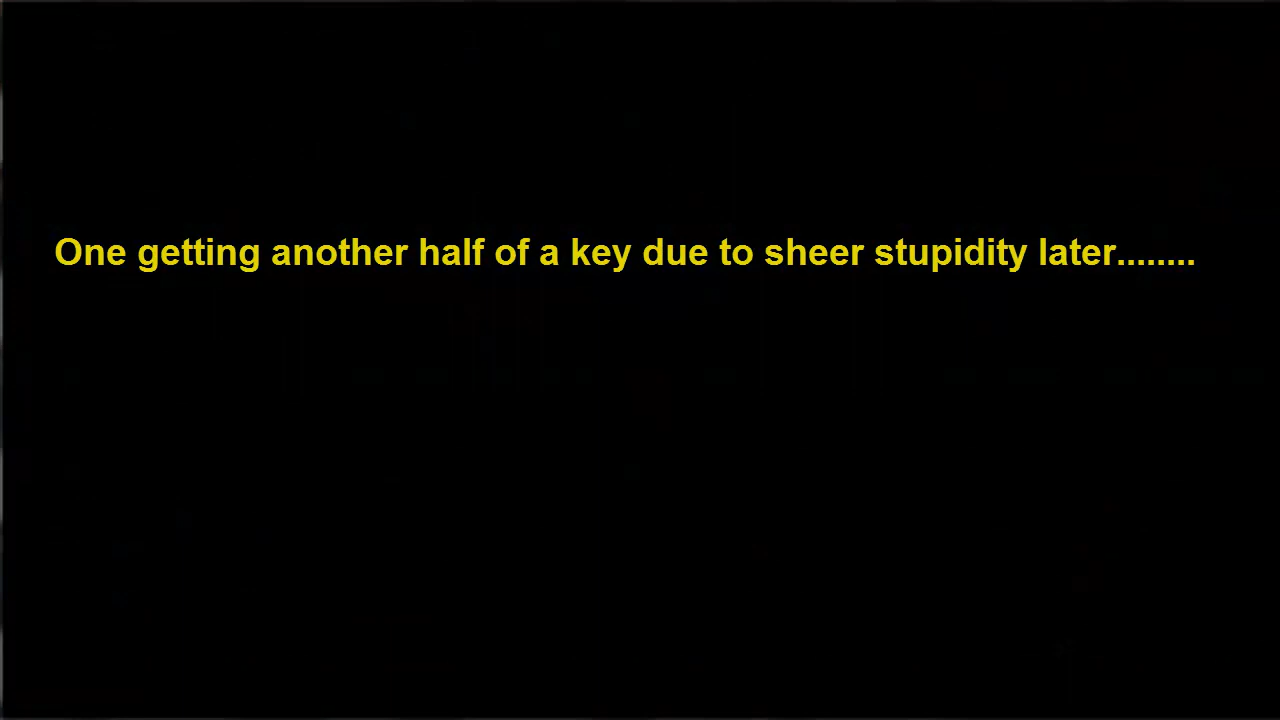 One getting another half of a key due to sheer stupidity later........